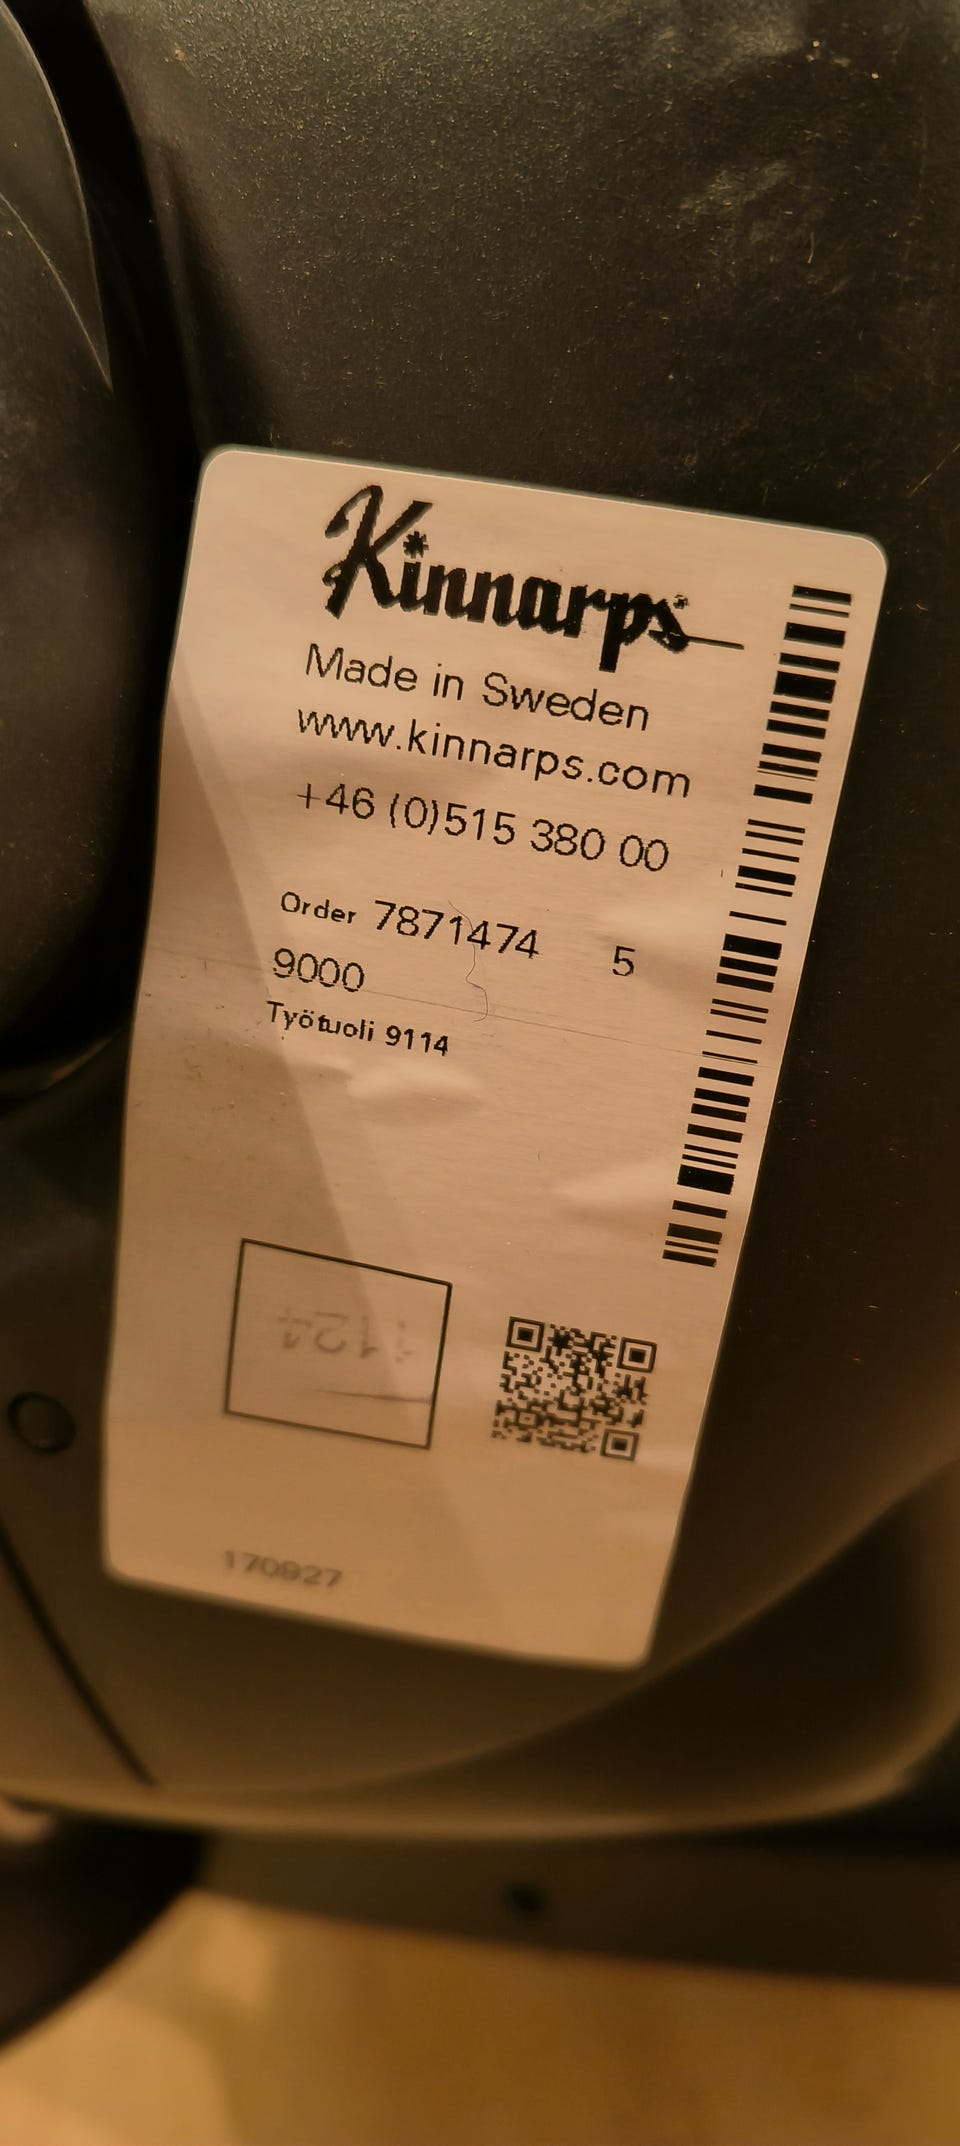 Kinnarps
Made in Sweden
www.kinnarps.com
+46 (0)515 380 00
Order 7871474 5
9000
Työtuoli 9114
170927